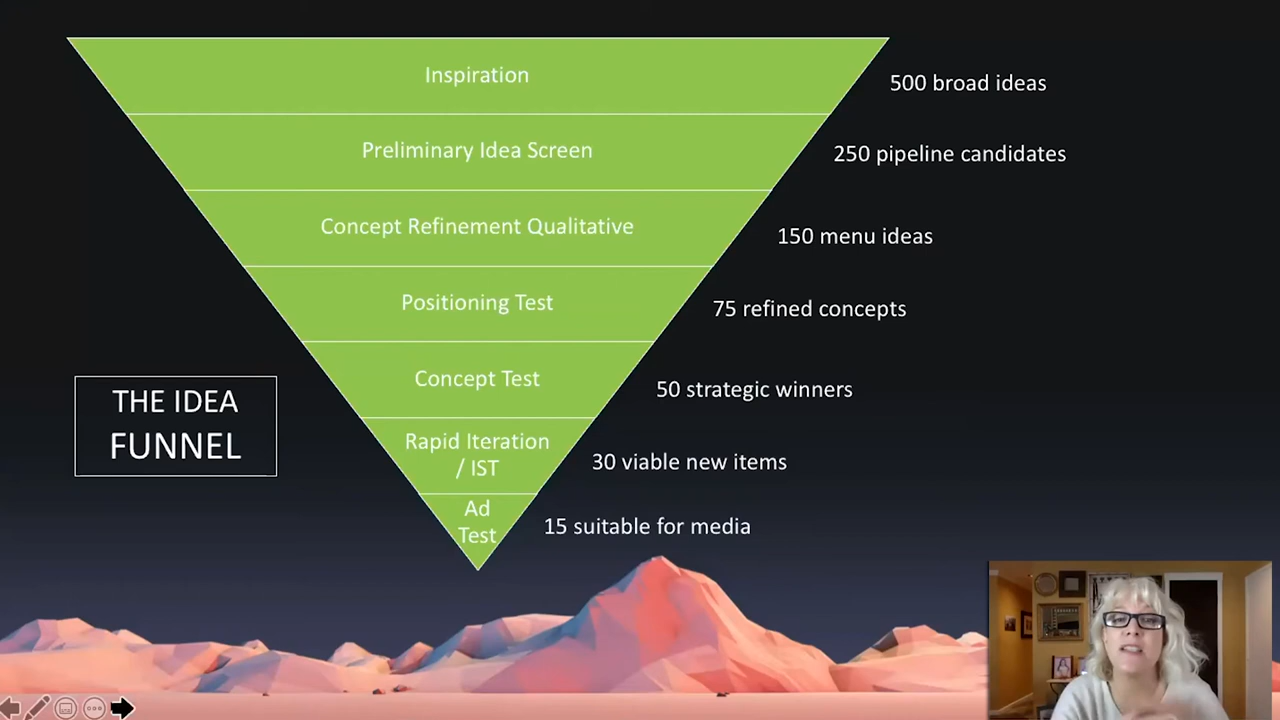 Inspiration
500 broad ideas
Preliminary Idea Screen
250 pipeline candidates
Concept Refinement Qualitative
150 menu ideas
Positioning Test
75 refined concepts
Concept Test
50 strategic winners
THE IDEA
FUNNEL
Rapid Iteration
/ IST
30 viable new items
Ad
Test
15 suitable for media